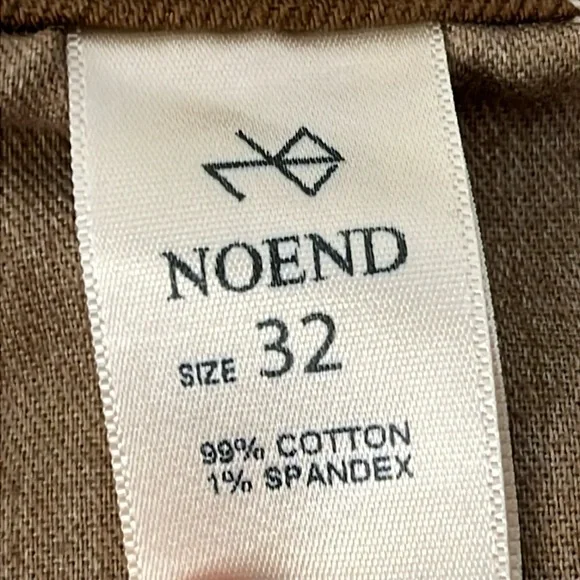 NOEND
SIZE 32
99% COTTON
1% SPANDEX